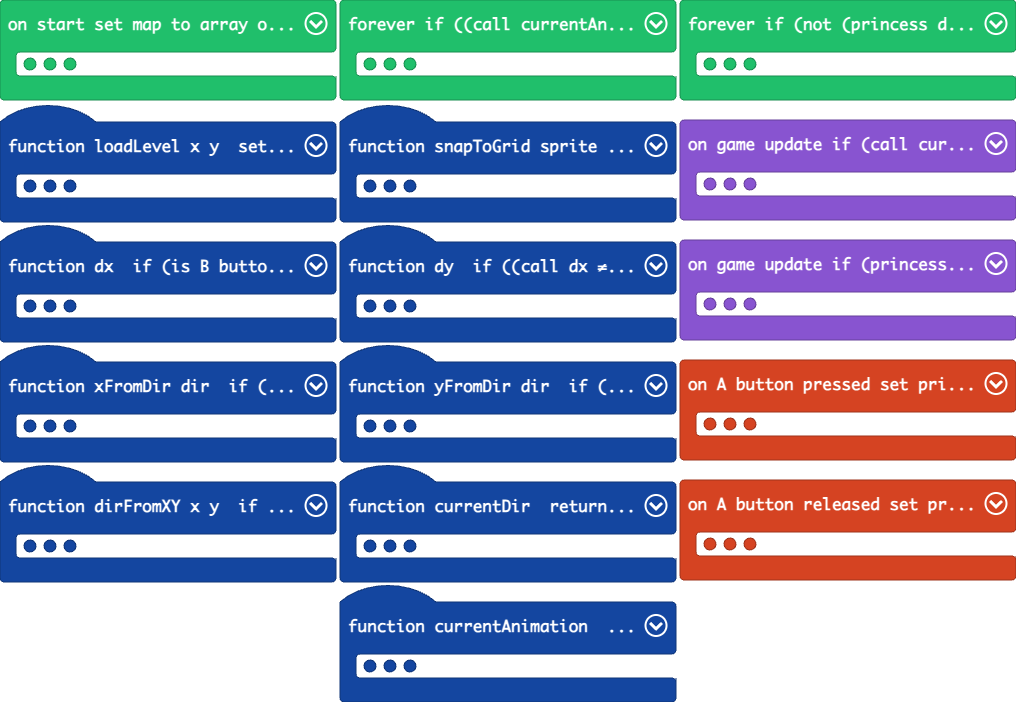 on start set map to array o...
forever if ((call currentAn...
forever if (not (princess d...
function loadLevel x y  set...
function snapToGrid sprite ...
on game update if (call cur...
function dx  if (is B butto...
function dy  if ((call dx ≠...
on game update if (princess...
function xFromDir dir  if (...
function yFromDir dir  if (...
on A button pressed set pri...
function dirFromXY x y  if ...
function currentDir  return...
on A button released set pr...
function currentAnimation  ...